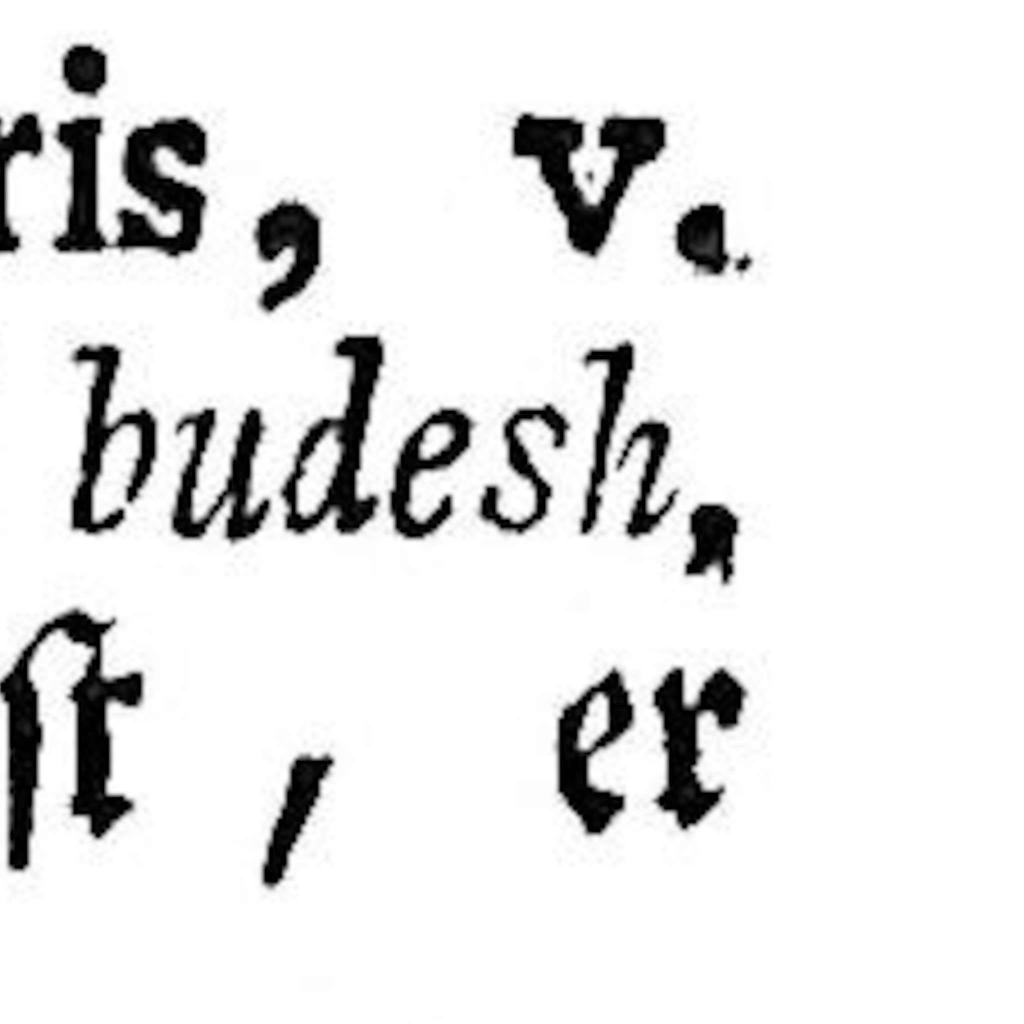 ris, v.
budesh,
ſt, er